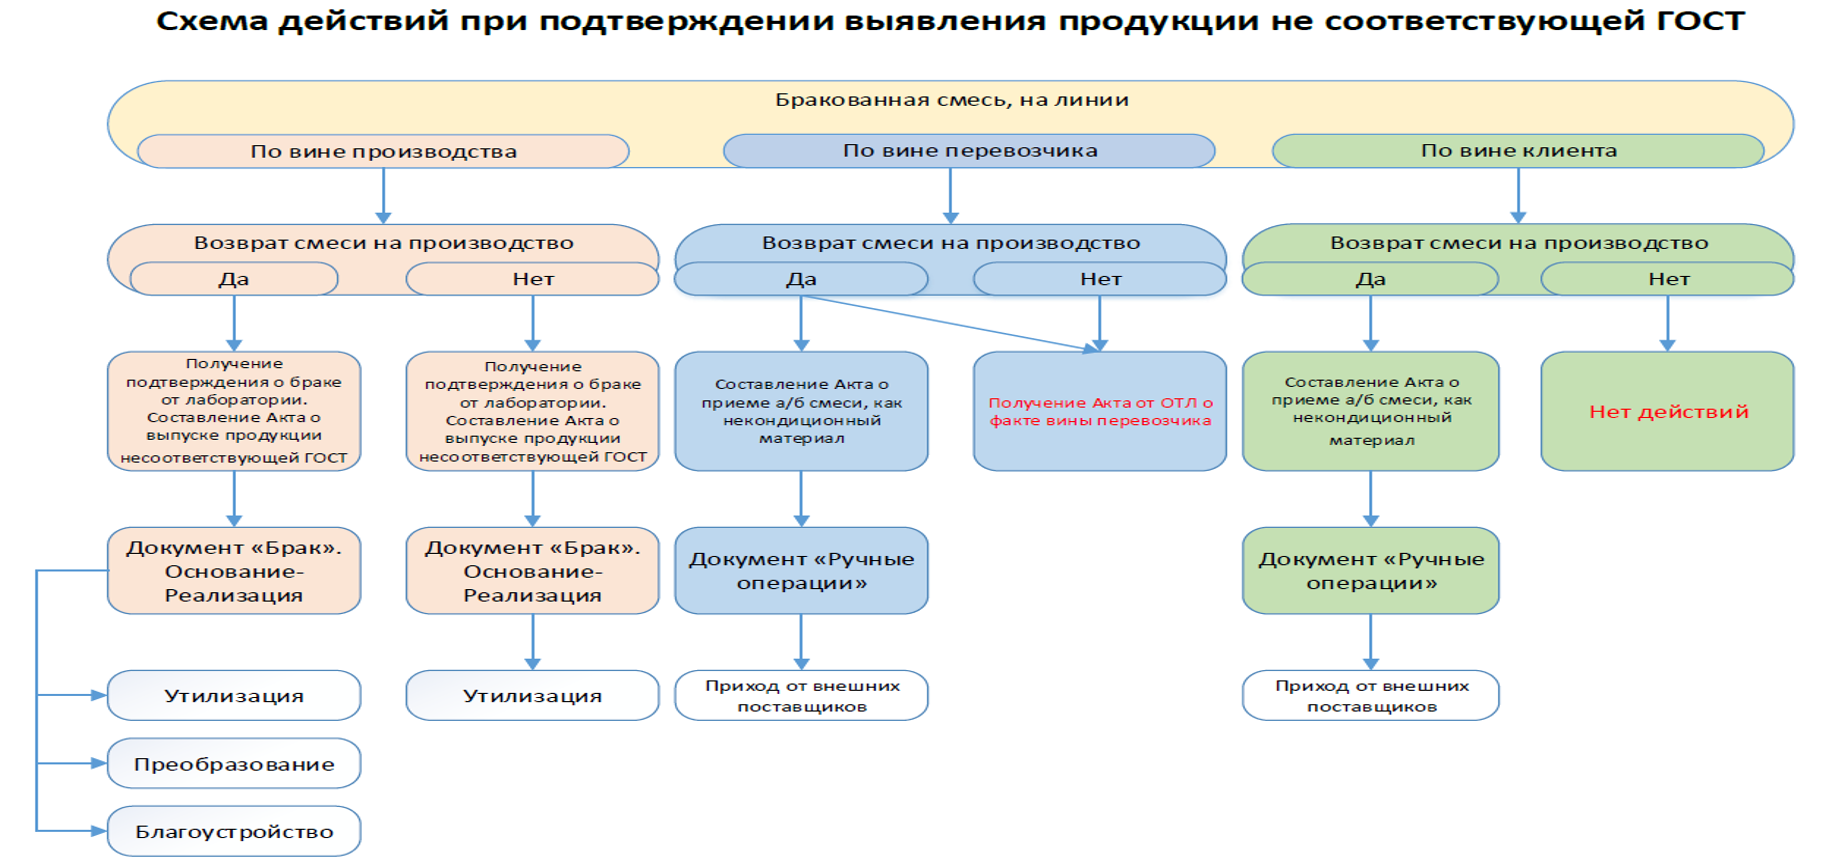 Схема действий при подтверждении выявления продукции не соответствующей ГОСТ
Бракованная смесь, на линии
По вине производства
По вине перевозчика
По вине клиента
Возврат смеси на производство
Да
Нет
Возврат смеси на производство
Да
Нет
Возврат смеси на производство
Да
Нет
Получение
подтверждения о браке
от лаборатории.
Составление Акта о
выпуске продукции
несоответствующей ГОСТ
Получение
подтверждения о браке
от лаборатории.
Составление Акта о
выпуске продукции
несоответствующей ГОСТ
Составление Акта о
приеме а/б смеси, как
некондиционный
материал
Получение Акта от ОТЛ о
факте вины перевозчика
Составление Акта о
приеме а/б смеси, как
некондиционный
материал
Нет действий
Документ «Брак».
Основание-
Реализация
Документ «Брак».
Основание-
Реализация
Документ «Ручные
операции»
Документ «Ручные
операции»
Утилизация
Утилизация
Приход от внешних
поставщиков
Приход от внешних
поставщиков
Преобразование
Благоустройство